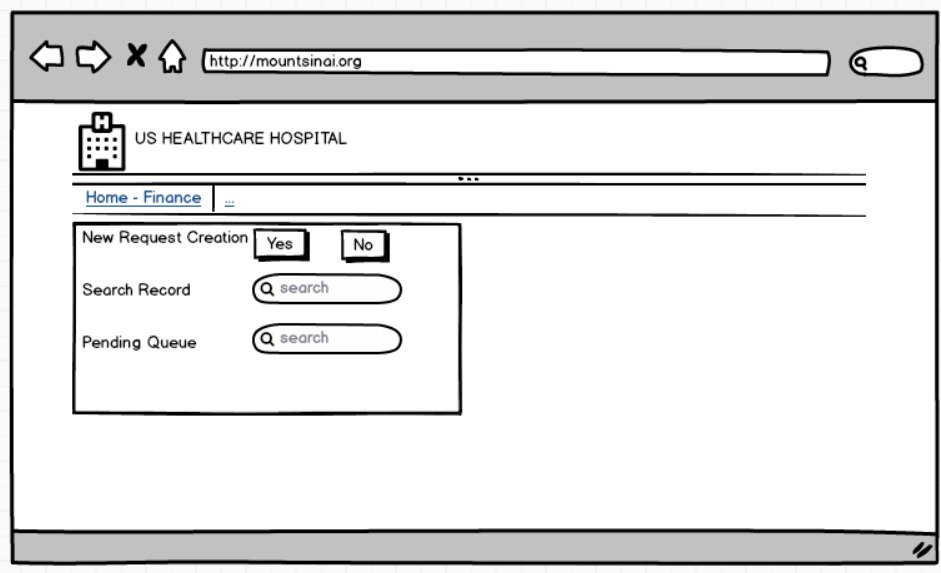 http://mountsinai.org
H
US HEALTHCARE HOSPITAL
Home - Finance ...
New Request Creation Yes No
Search Record search
Pending Queue search